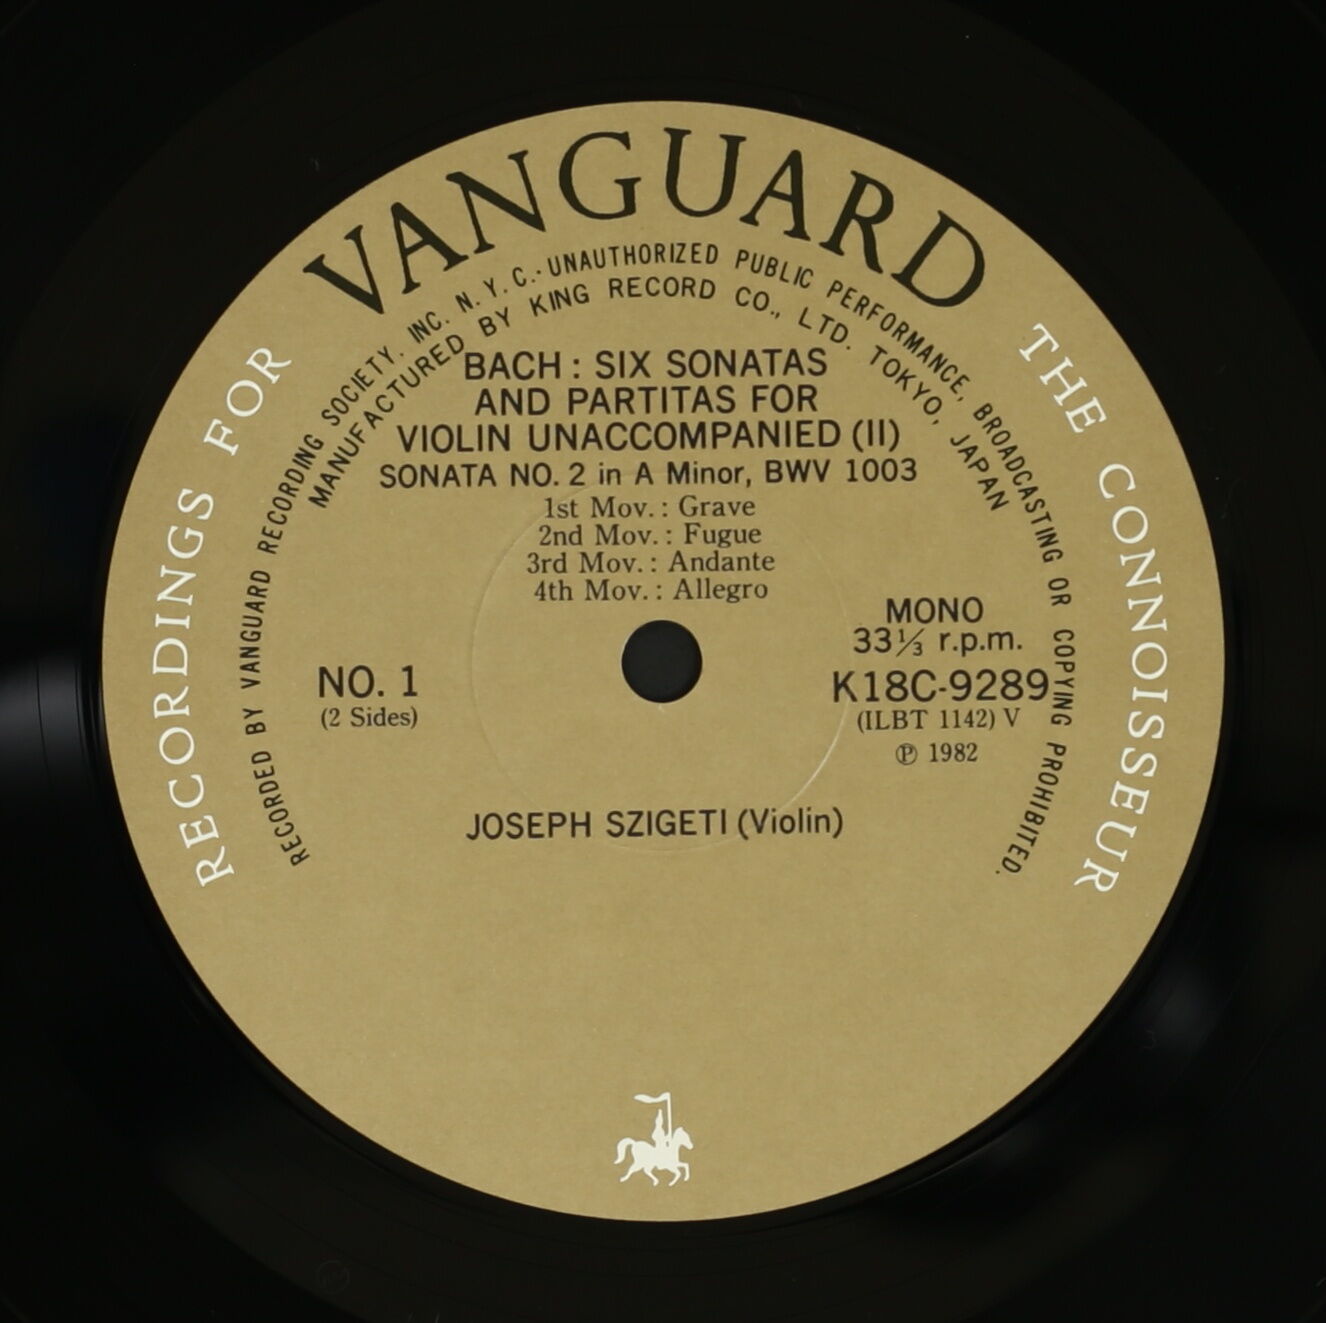 VANGUARD
RECORDINGS FOR THE CONNOISSEUR
RECORDED BY VANGUARD RECORDING SOCIETY, INC. N.Y.C.·UNAUTHORIZED PUBLIC PERFORMANCE, BROADCASTING OR COPYING PROHIBITED.
MANUFACTURED BY KING RECORD CO., LTD. TOKYO, JAPAN
BACH : SIX SONATAS
AND PARTITAS FOR
VIOLIN UNACCOMPANIED (II)
SONATA NO. 2 in A Minor, BWV 1003
1st Mov. : Grave
2nd Mov. : Fugue
3rd Mov. : Andante
4th Mov. : Allegro
MONO
33⅓ r.p.m.
NO. 1
(2 Sides)
K18C-9289
(ILBT 1142) V
℗ 1982
JOSEPH SZIGETI (Violin)